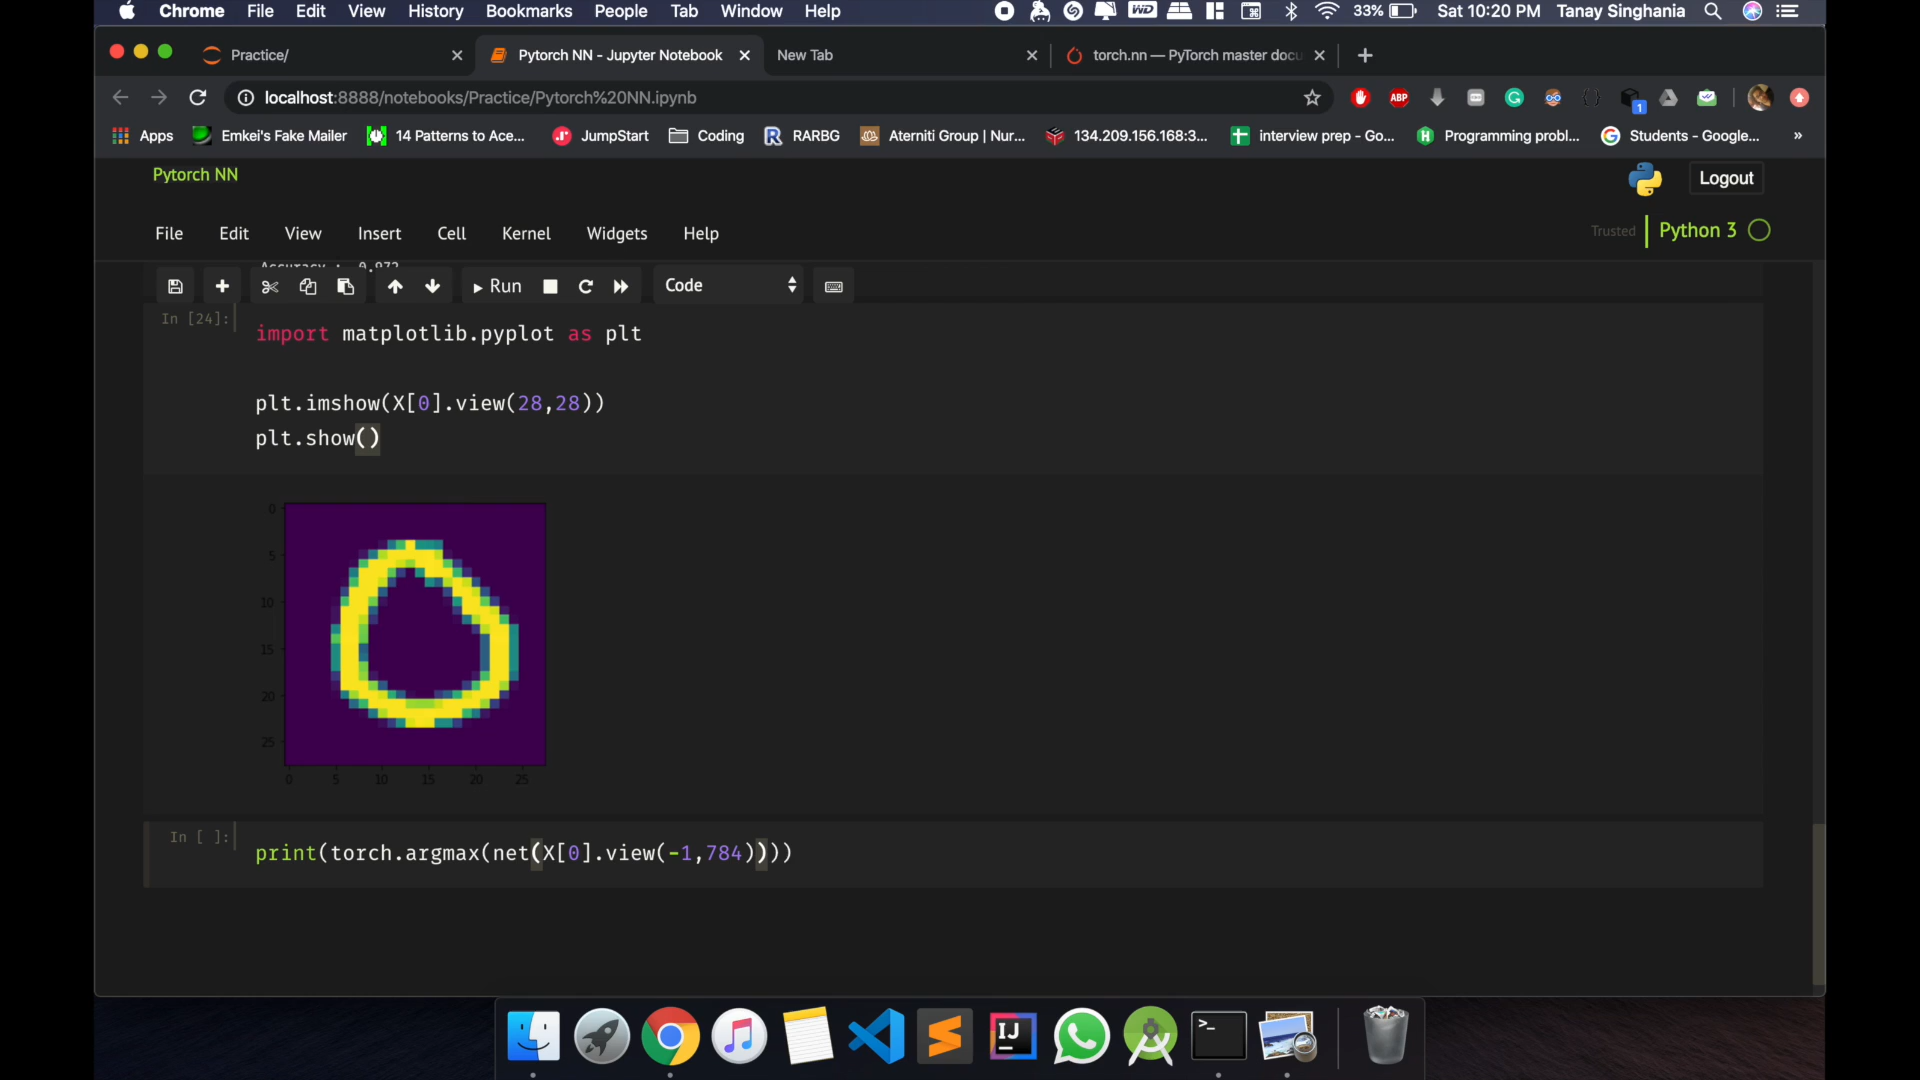 Chrome File Edit View History Bookmarks People Tab Window Help 33% Sat 10:20 PM Tanay Singhania
Practice/ Pytorch NN - Jupyter Notebook New Tab torch.nn — PyTorch master docu
localhost:8888/notebooks/Practice/Pytorch%20NN.ipynb
Apps Emkei's Fake Mailer 14 Patterns to Ace... JumpStart Coding RARBG Aterniti Group | Nur... 134.209.156.168:3... interview prep - Go... Programming probl... Students - Google... »
Pytorch NN Logout
File Edit View Insert Cell Kernel Widgets Help Trusted Python 3
Accuracy : 0.972
Run Code
In [24]: import matplotlib.pyplot as plt
plt.imshow(X[0].view(28,28))
plt.show()
0
5
10
15
20
25
0 5 10 15 20 25
In [ ]: print(torch.argmax(net(X[0].view(-1,784))))